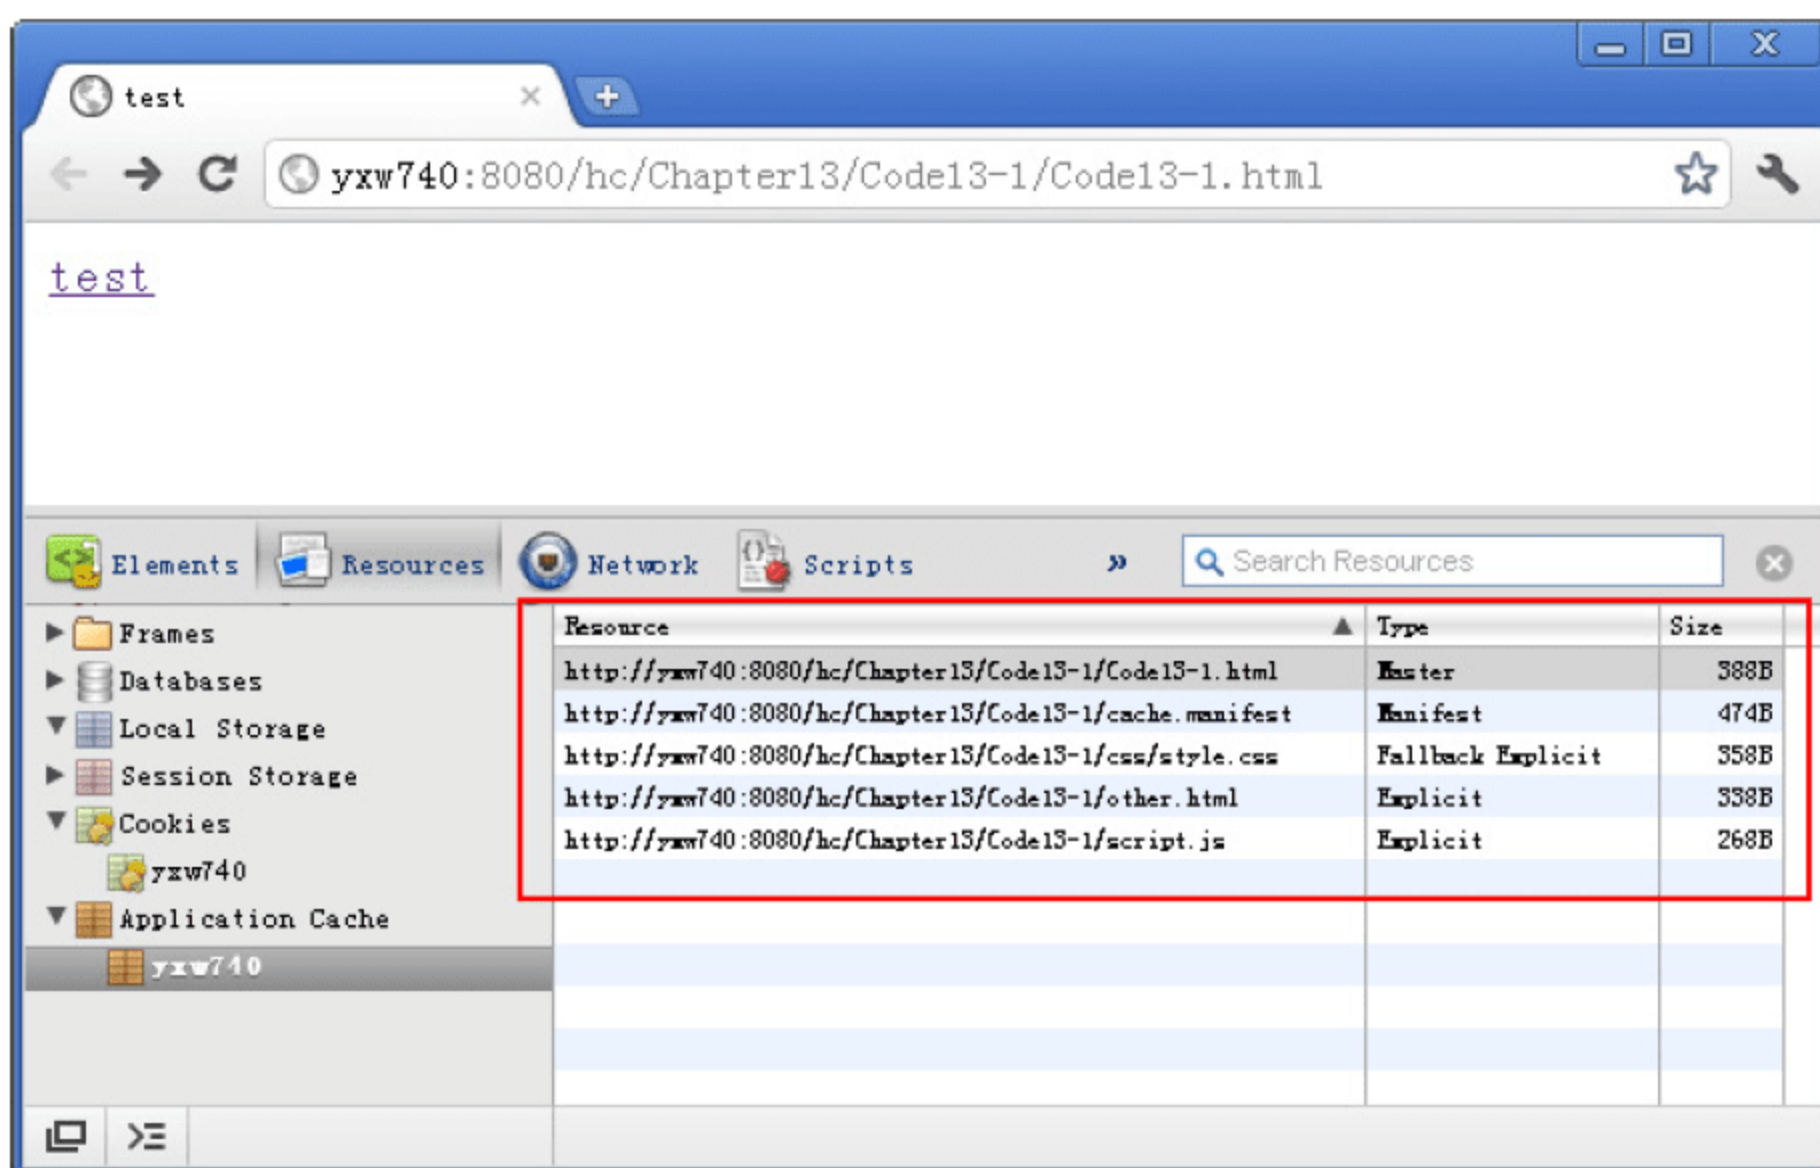 test
yxw740:8080/hc/Chapter13/Code13-1/Code13-1.html
test
Elements Resources Network Scripts » Search Resources
Frames
Databases
Local Storage
Session Storage
Cookies
yxw740
Application Cache
yxw740
Resource Type Size
http://yxw740:8080/hc/Chapter13/Code13-1/Code13-1.html Master 388B
http://yxw740:8080/hc/Chapter13/Code13-1/cache.manifest Manifest 474B
http://yxw740:8080/hc/Chapter13/Code13-1/css/style.css Fallback Explicit 358B
http://yxw740:8080/hc/Chapter13/Code13-1/other.html Explicit 338B
http://yxw740:8080/hc/Chapter13/Code13-1/script.js Explicit 268B